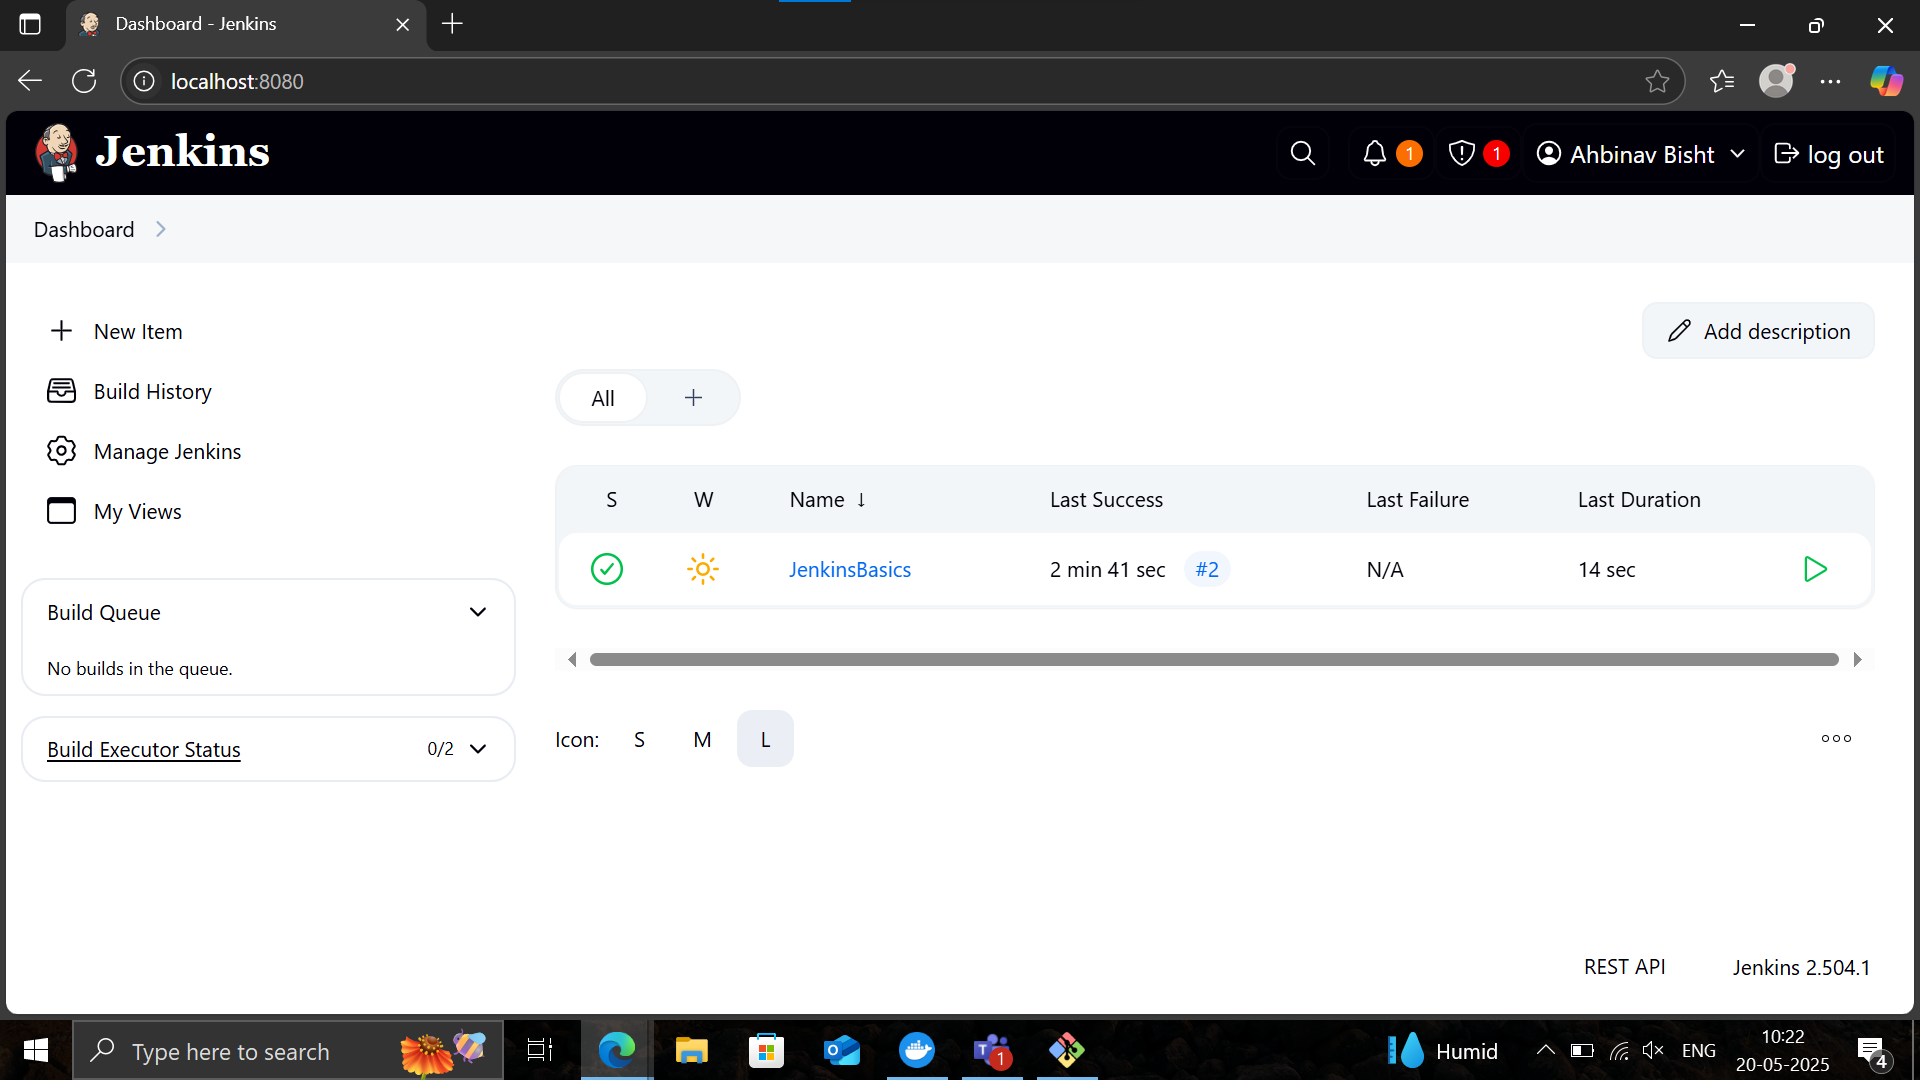 Dashboard - Jenkins
localhost:8080
Jenkins
1
1
Ahbinav Bisht
log out
Dashboard
New Item
Build History
Manage Jenkins
My Views
Add description
All
S W Name ↓ Last Success Last Failure Last Duration
JenkinsBasics 2 min 41 sec #2 N/A 14 sec
Build Queue
No builds in the queue.
Build Executor Status 0/2
Icon: S M L
REST API Jenkins 2.504.1
Type here to search
1
Humid
ENG
10:22
20-05-2025
4